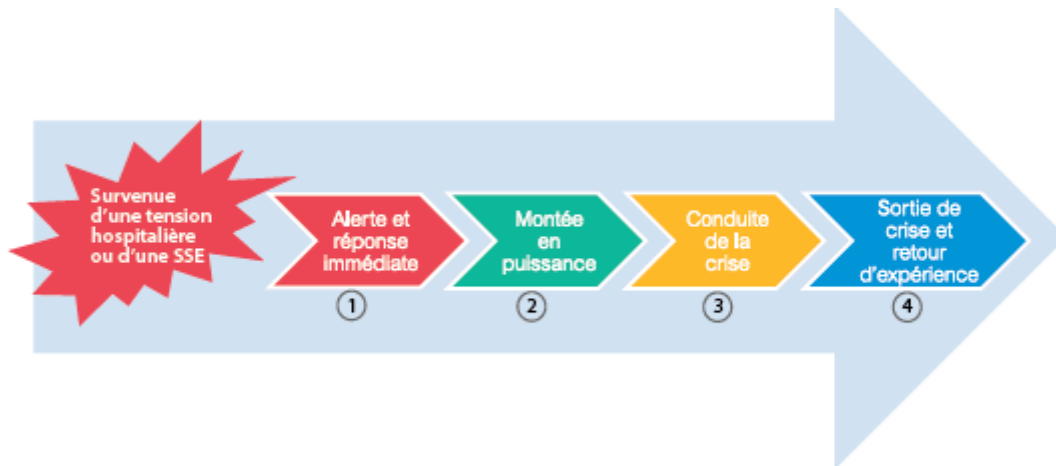 Survenue
d'une tension
hospitalière
ou d'une SSE
Alerte et
réponse
immédiate
1
Montée
en
puissance
2
Conduite
de la
crise
3
Sortie de
crise et
retour
d'expérience
4